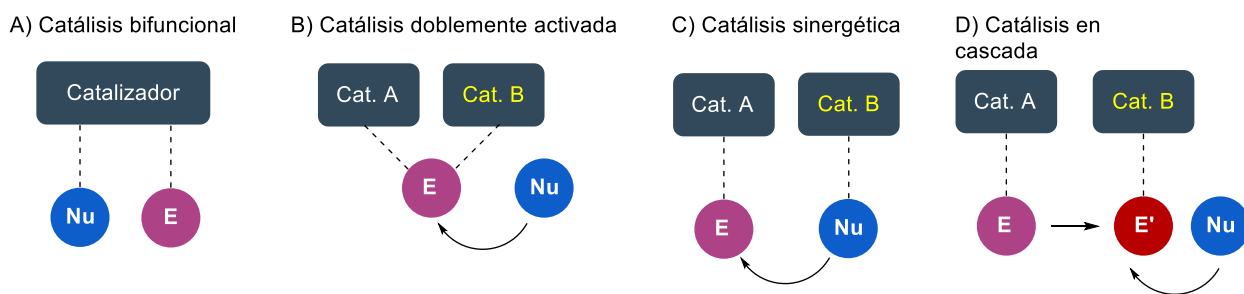 A) Catálisis bifuncional
Catalizador
Nu
E
B) Catálisis doblemente activada
Cat. A
Cat. B
E
Nu
C) Catálisis sinergética
Cat. A
Cat. B
E
Nu
D) Catálisis en
cascada
Cat. A
Cat. B
E
E'
Nu